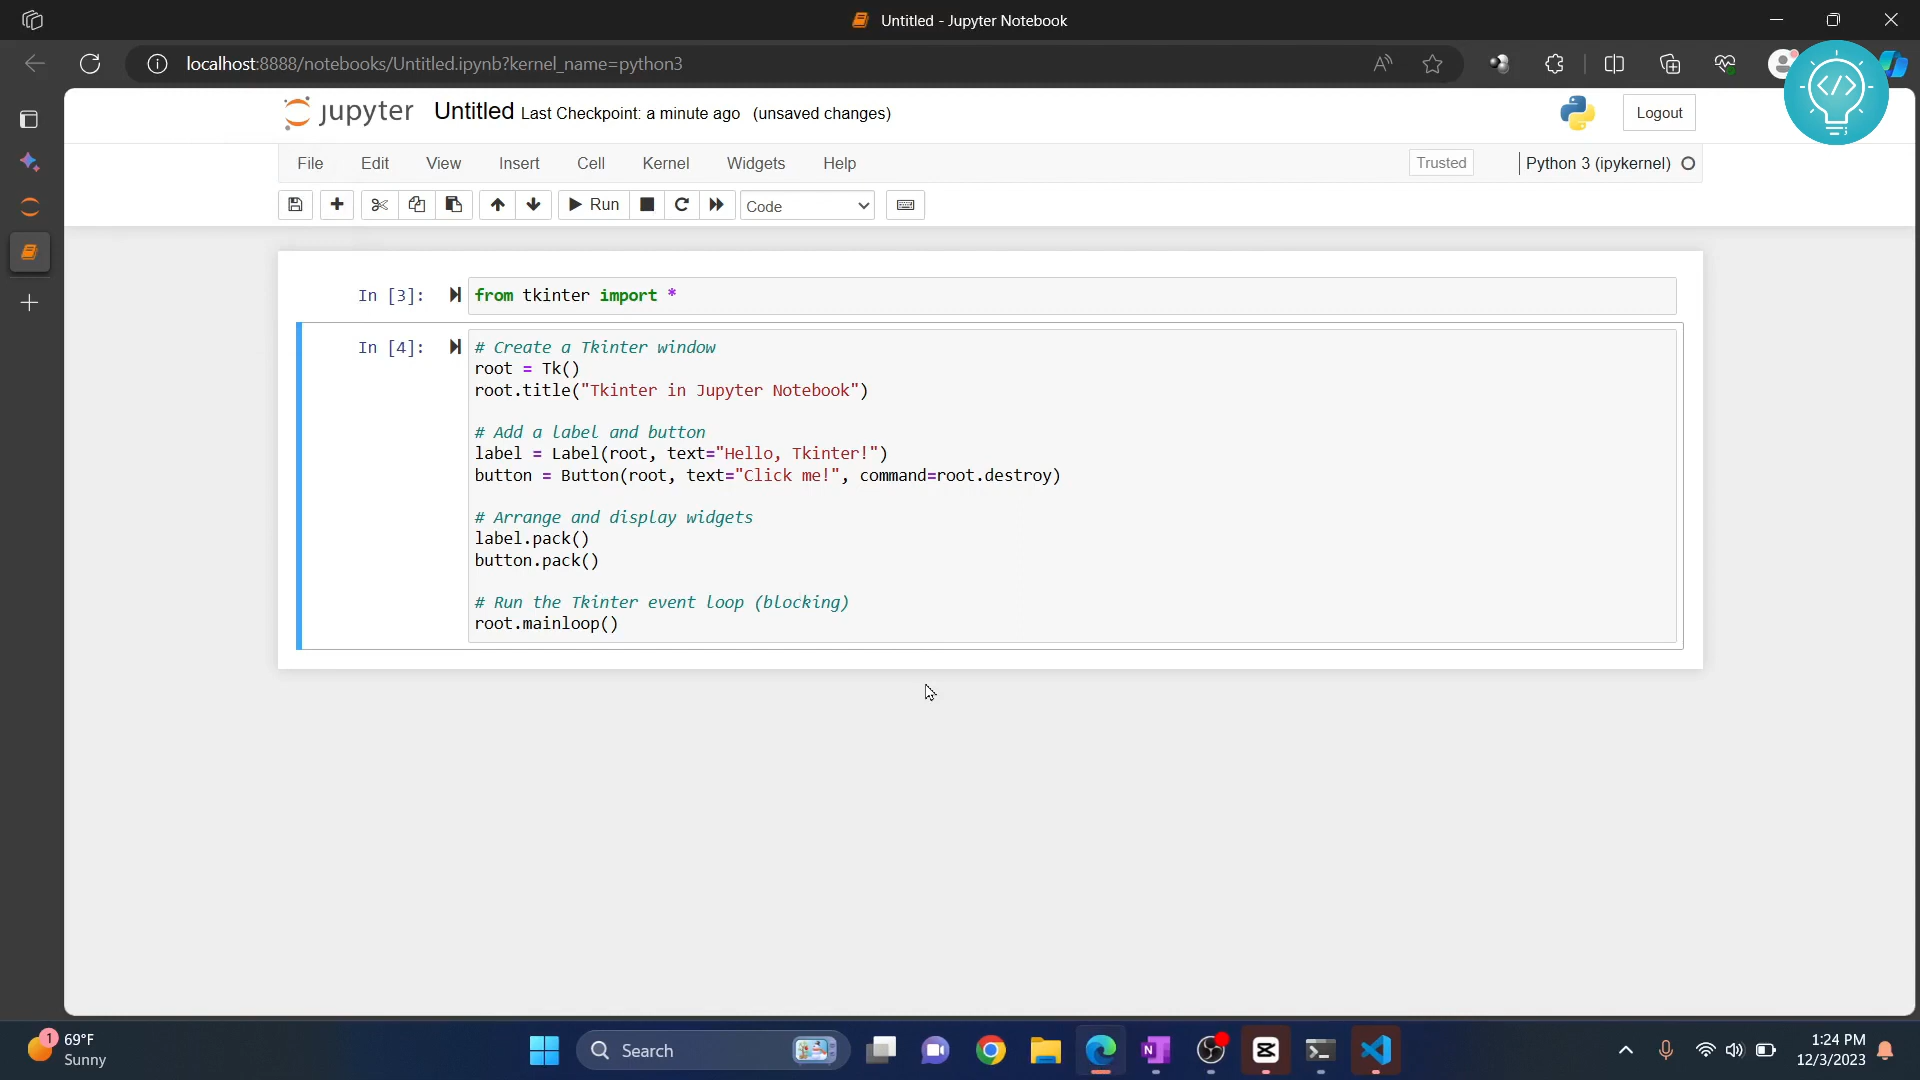 Untitled - Jupyter Notebook
localhost:8888/notebooks/Untitled.ipynb?kernel_name=python3
jupyter Untitled Last Checkpoint: a minute ago (unsaved changes)
Logout
File Edit View Insert Cell Kernel Widgets Help
Trusted
Python 3 (ipykernel)
Run
Code
In [3]: from tkinter import *
In [4]: # Create a Tkinter window
root = Tk()
root.title("Tkinter in Jupyter Notebook")
# Add a label and button
label = Label(root, text="Hello, Tkinter!")
button = Button(root, text="Click me!", command=root.destroy)
# Arrange and display widgets
label.pack()
button.pack()
# Run the Tkinter event loop (blocking)
root.mainloop()
1
69°F
Sunny
Search
N
1:24 PM
12/3/2023